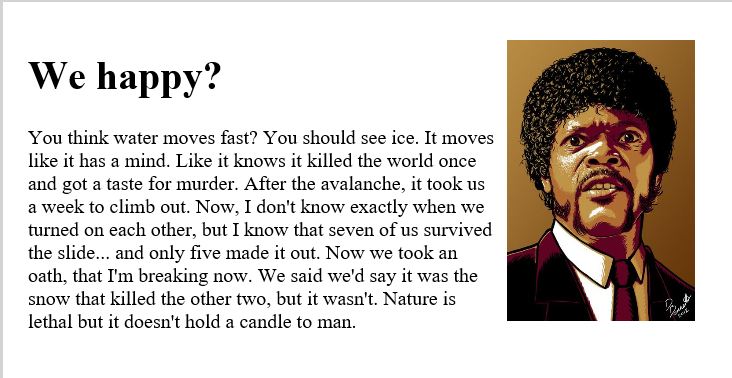 We happy?
You think water moves fast? You should see ice. It moves
like it has a mind. Like it knows it killed the world once
and got a taste for murder. After the avalanche, it took us
a week to climb out. Now, I don't know exactly when we
turned on each other, but I know that seven of us survived
the slide... and only five made it out. Now we took an
oath, that I'm breaking now. We said we'd say it was the
snow that killed the other two, but it wasn't. Nature is
lethal but it doesn't hold a candle to man.